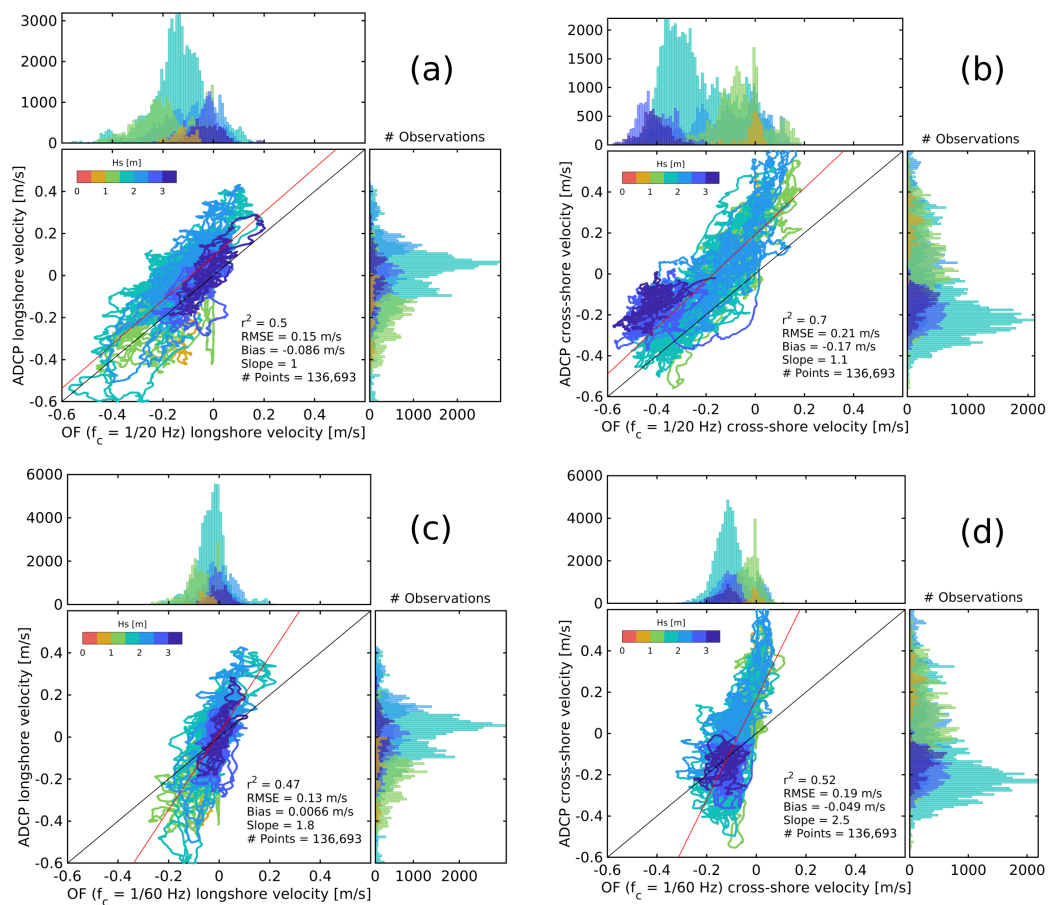 3000
2000
1000
0
(a)
# Observations
ADCP longshore velocity [m/s]
0.4
0.2
0
-0.2
-0.4
-0.6
Hs [m]
0 1 2 3
r² = 0.5
RMSE = 0.15 m/s
Bias = -0.086 m/s
Slope = 1
# Points = 136,693
-0.6 -0.4 -0.2 0 0.2 0.4
0 1000 2000
OF (f_c = 1/20 Hz) longshore velocity [m/s]
2000
1500
1000
500
0
(b)
# Observations
ADCP cross-shore velocity [m/s]
0.4
0.2
0
-0.2
-0.4
-0.6
Hs [m]
0 1 2 3
r² = 0.7
RMSE = 0.21 m/s
Bias = -0.17 m/s
Slope = 1.1
# Points = 136,693
-0.6 -0.4 -0.2 0 0.2 0.4
0 1000 2000
OF (f_c = 1/20 Hz) cross-shore velocity [m/s]
6000
4000
2000
0
(c)
# Observations
ADCP longshore velocity [m/s]
0.4
0.2
0
-0.2
-0.4
-0.6
Hs [m]
0 1 2 3
r² = 0.47
RMSE = 0.13 m/s
Bias = 0.0066 m/s
Slope = 1.8
# Points = 136,693
-0.6 -0.4 -0.2 0 0.2 0.4
0 1000 2000
OF (f_c = 1/60 Hz) longshore velocity [m/s]
6000
4000
2000
0
(d)
# Observations
ADCP cross-shore velocity [m/s]
0.4
0.2
0
-0.2
-0.4
-0.6
Hs [m]
0 1 2 3
r² = 0.52
RMSE = 0.19 m/s
Bias = -0.049 m/s
Slope = 2.5
# Points = 136,693
-0.6 -0.4 -0.2 0 0.2 0.4
0 1000 2000
OF (f_c = 1/60 Hz) cross-shore velocity [m/s]